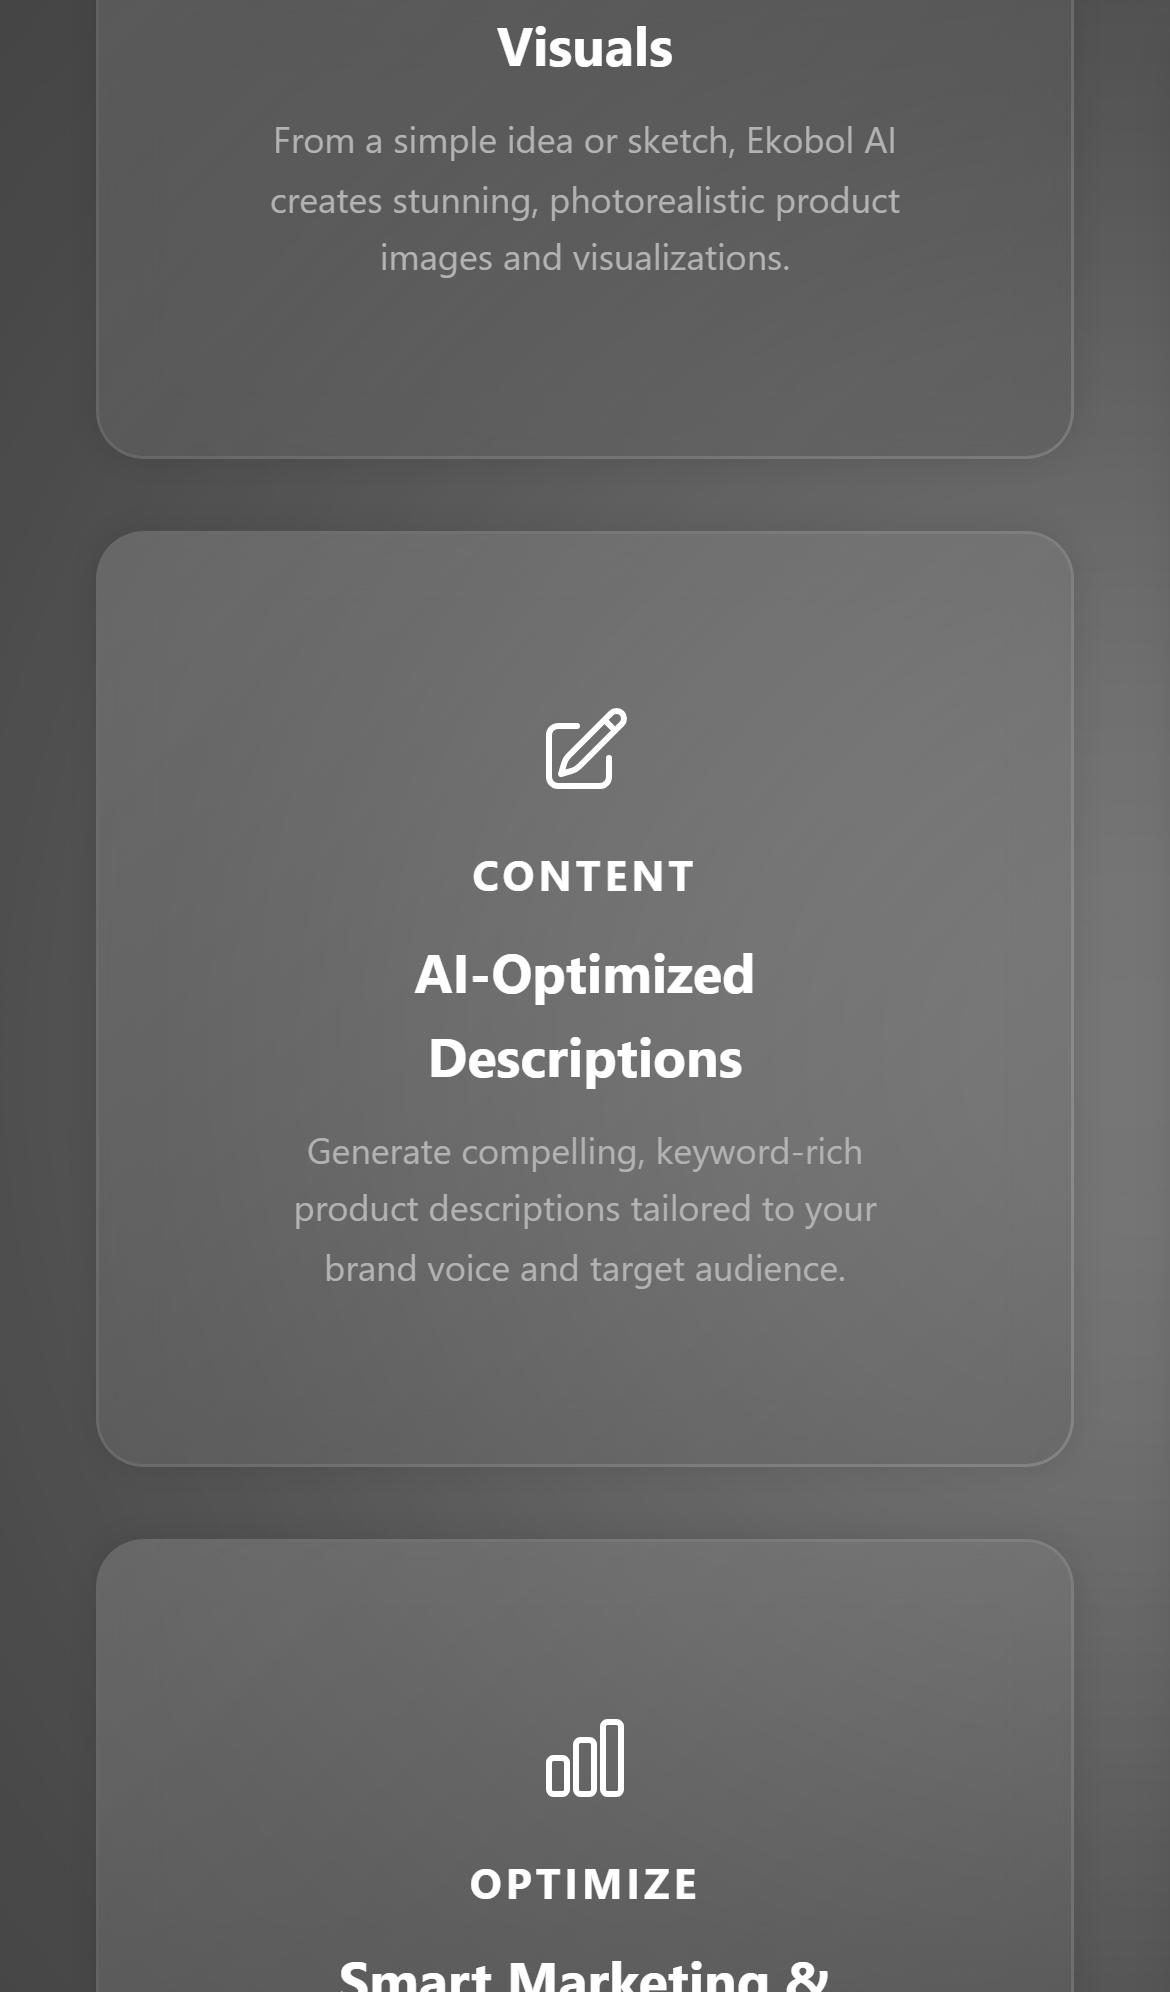 Visuals
From a simple idea or sketch, Ekobol AI
creates stunning, photorealistic product
images and visualizations.
CONTENT
AI-Optimized
Descriptions
Generate compelling, keyword-rich
product descriptions tailored to your
brand voice and target audience.
OPTIMIZE
Smart Marketing &